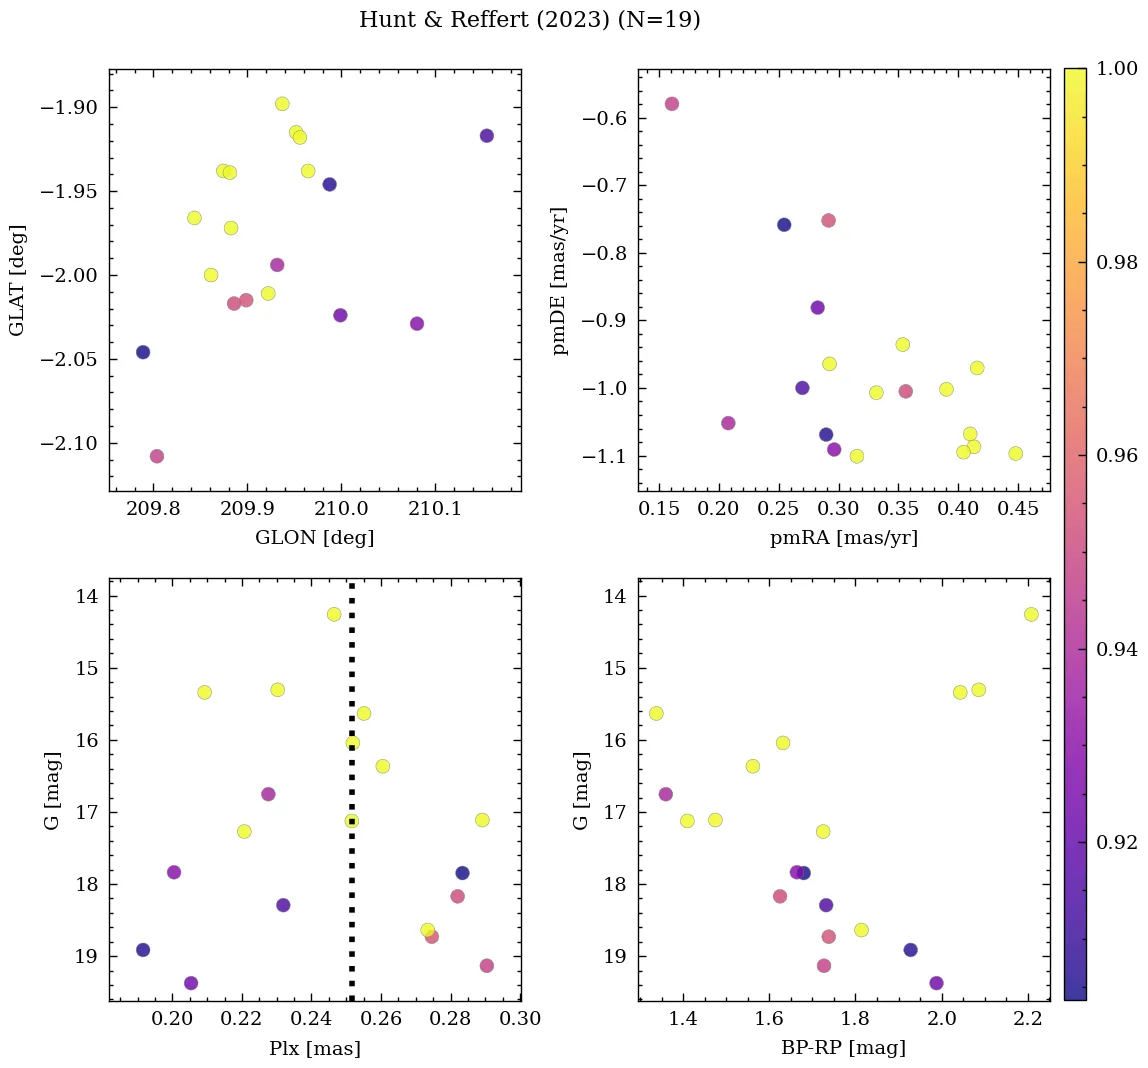 Hunt & Reffert (2023) (N=19)
GLAT [deg]
−1.90
−1.95
−2.00
−2.05
−2.10
209.8 209.9 210.0 210.1
GLON [deg]
pmDE [mas/yr]
−0.6
−0.7
−0.8
−0.9
−1.0
−1.1
0.15 0.20 0.25 0.30 0.35 0.40 0.45
pmRA [mas/yr]
G [mag]
14
15
16
17
18
19
0.20 0.22 0.24 0.26 0.28 0.30
Plx [mas]
G [mag]
14
15
16
17
18
19
1.4 1.6 1.8 2.0 2.2
BP-RP [mag]
1.00
0.98
0.96
0.94
0.92